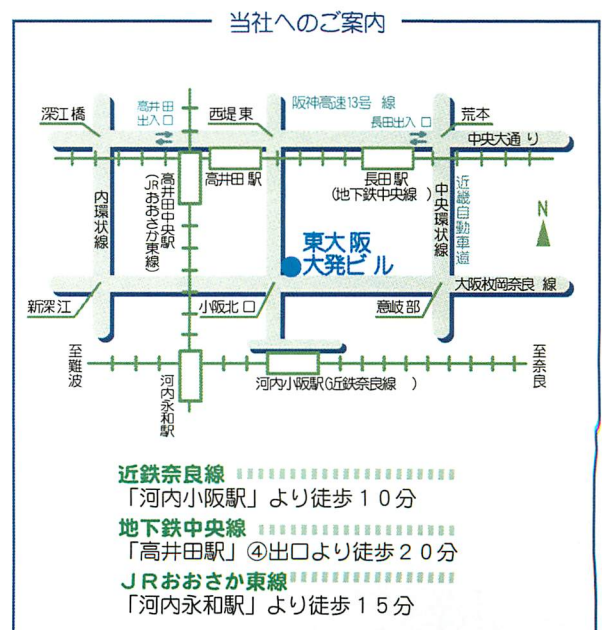 当社へのご案内
深江橋
高井田
出入口
西堤東
阪神高速13号 線
長田出入 口
荒本
中央大通 り
高井田 駅
長田駅
(地下鉄中央線 )
高井田中央駅
(JRおおさか東線)
内環状線
中央環状線
近畿自動車道
N
東大阪
大発ビル
大阪枚岡奈良 線
新深江
小阪北口
意岐部
至難波
河内永和駅
河内小阪駅(近鉄奈良線 )
至奈良
近鉄奈良線
「河内小阪駅」より徒歩10分
地下鉄中央線
「高井田駅」④出口より徒歩20分
JRおおさか東線
「河内永和駅」より徒歩15分